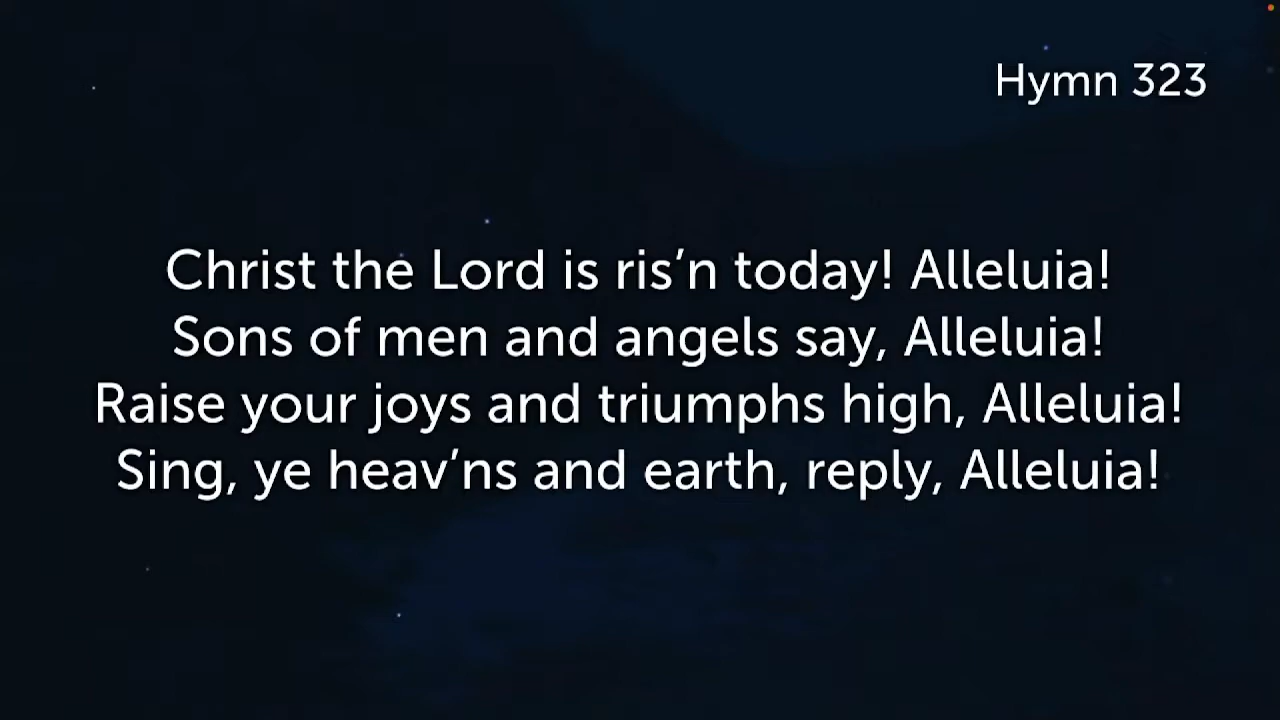 Hymn 323
Christ the Lord is ris’n today! Alleluia!
Sons of men and angels say, Alleluia!
Raise your joys and triumphs high, Alleluia!
Sing, ye heav’ns and earth, reply, Alleluia!